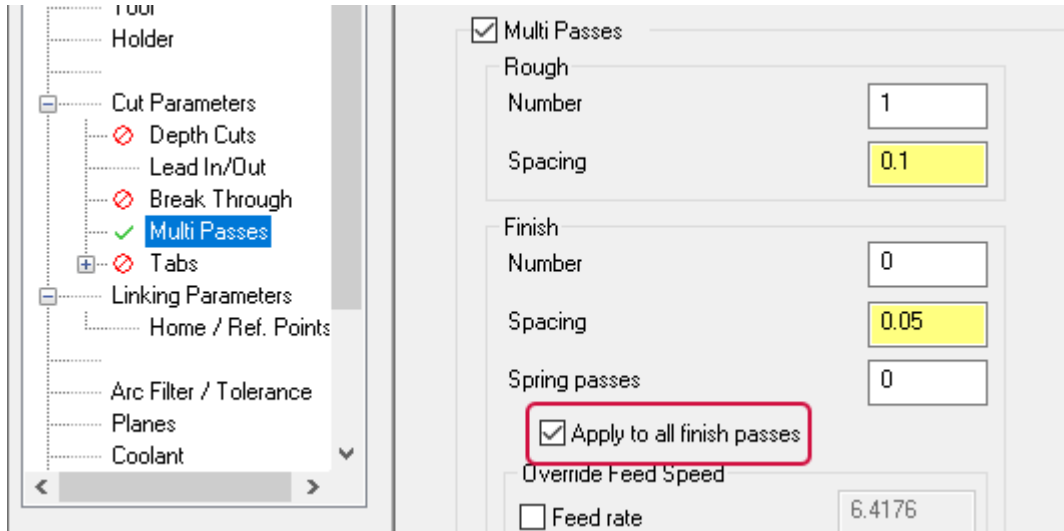 Tool
Holder
Cut Parameters
Depth Cuts
Lead In/Out
Break Through
Multi Passes
Tabs
Linking Parameters
Home / Ref. Points
Arc Filter / Tolerance
Planes
Coolant
Multi Passes
Rough
Number 1
Spacing 0.1
Finish
Number 0
Spacing 0.05
Spring passes 0
Apply to all finish passes
Override Feed Speed
Feed rate 6.4176